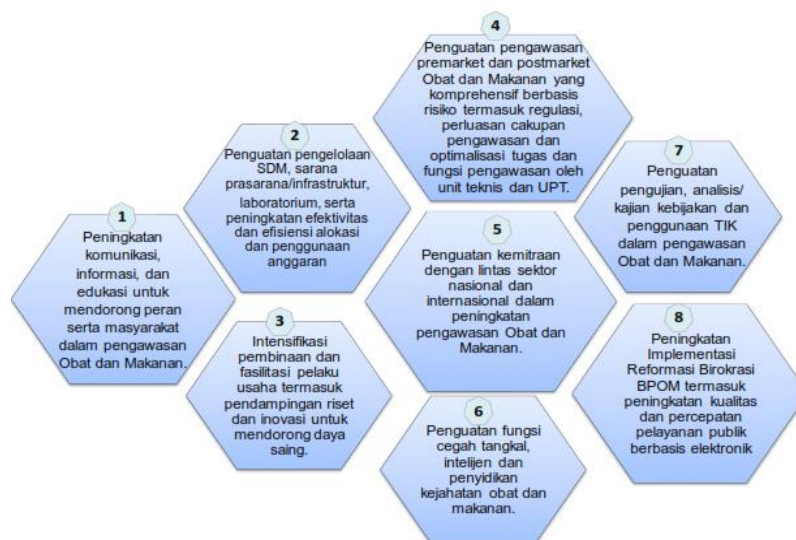 1
Peningkatan
komunikasi,
informasi, dan
edukasi untuk
mendorong peran
serta masyarakat
dalam pengawasan
Obat dan Makanan.
2
Penguatan pengelolaan
SDM, sarana
prasarana/infrastruktur,
laboratorium, serta
peningkatan efektivitas
dan efisiensi alokasi
dan penggunaan
anggaran
3
Intensifikasi
pembinaan dan
fasilitasi pelaku
usaha termasuk
pendampingan riset
dan inovasi untuk
mendorong daya
saing.
4
Penguatan pengawasan
premarket dan postmarket
Obat dan Makanan yang
komprehensif berbasis
risiko termasuk regulasi,
perluasan cakupan
pengawasan dan
optimalisasi tugas dan
fungsi pengawasan oleh
unit teknis dan UPT.
5
Penguatan kemitraan
dengan lintas sektor
nasional dan
internasional dalam
peningkatan
pengawasan Obat dan
Makanan.
6
Penguatan fungsi
cegah tangkal,
intelijen dan
penyidikan
kejahatan obat dan
makanan.
7
Penguatan
pengujian, analisis/
kajian kebijakan dan
penggunaan TIK
dalam pengawasan
Obat dan Makanan.
8
Peningkatan
Implementasi
Reformasi Birokrasi
BPOM termasuk
peningkatan kualitas
dan percepatan
pelayanan publik
berbasis elektronik